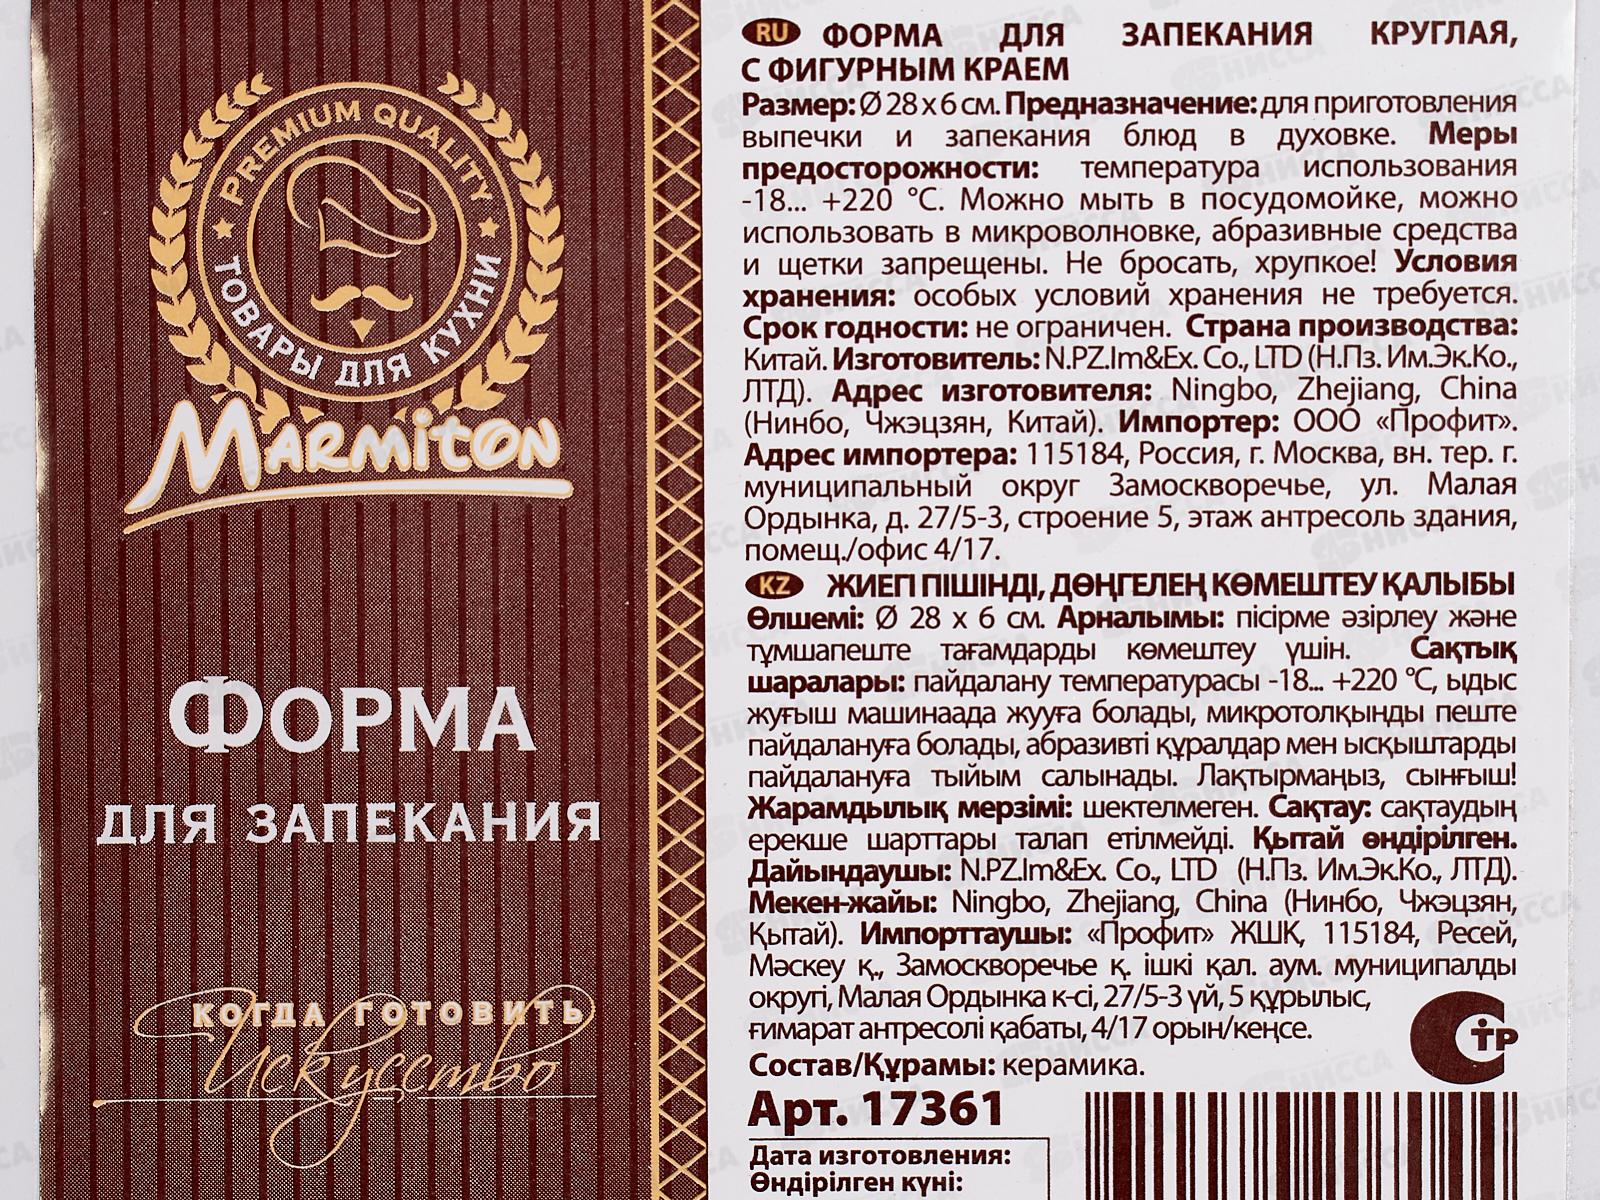 PREMIUM QUALITY
ТОВАРЫ ДЛЯ КУХНИ
MARMITON
ФОРМА
ДЛЯ ЗАПЕКАНИЯ
КОГДА ГОТОВИТЬ
Искусство
RU ФОРМА ДЛЯ ЗАПЕКАНИЯ КРУГЛАЯ,
С ФИГУРНЫМ КРАЕМ
Размер: Ø 28 x 6 см. Предназначение: для приготовления
выпечки и запекания блюд в духовке. Меры
предосторожности: температура использования
-18... +220 °С. Можно мыть в посудомойке, можно
использовать в микроволновке, абразивные средства
и щетки запрещены. Не бросать, хрупкое! Условия
хранения: особых условий хранения не требуется.
Срок годности: не ограничен. Страна производства:
Китай. Изготовитель: N.PZ.Im&Ex. Co., LTD (Н.Пз. Им.Эк.Ко.,
ЛТД). Адрес изготовителя: Ningbo, Zhejiang, China
(Нинбо, Чжэцзян, Китай). Импортер: ООО «Профит».
Адрес импортера: 115184, Россия, г. Москва, вн. тер. г.
муниципальный округ Замоскворечье, ул. Малая
Ордынка, д. 27/5-3, строение 5, этаж антресоль здания,
помещ./офис 4/17.
KZ ЖИЕГІ ПІШІНДІ, ДӨҢГЕЛЕҢ КӨМЕШТЕУ ҚАЛЫБЫ
Өлшемі: Ø 28 x 6 см. Арналымы: пісірме әзірлеу және
тұмшапеште тағамдарды көмештеу үшін. Сақтық
шаралары: пайдалану температурасы -18... +220 °С, ыдыс
жуғыш машинаада жууға болады, микротолқынды пеште
пайдалануға болады, абразивті құралдар мен ысқыштарды
пайдалануға тыйым салынады. Лақтырмаңыз, сынғыш!
Жарамдылық мерзімі: шектелмеген. Сақтау: сақтаудың
ерекше шарттары талап етілмейді. Қытай өндірілген.
Дайындаушы: N.PZ.Im&Ex. Co., LTD (Н.Пз. Им.Эк.Ко., ЛТД).
Мекен-жайы: Ningbo, Zhejiang, China (Нинбо, Чжэцзян,
Қытай). Импорттаушы: «Профит» ЖШҚ, 115184, Ресей,
Мәскеу қ., Замоскворечье қ. ішкі қал. аум. муниципалды
округі, Малая Ордынка к-сі, 27/5-3 үй, 5 құрылыс,
ғимарат антресолі қабаты, 4/17 орын/кеңсе.
Состав/Құрамы: керамика.
СТР
Арт. 17361
Дата изготовления:
Өндірілген күні: